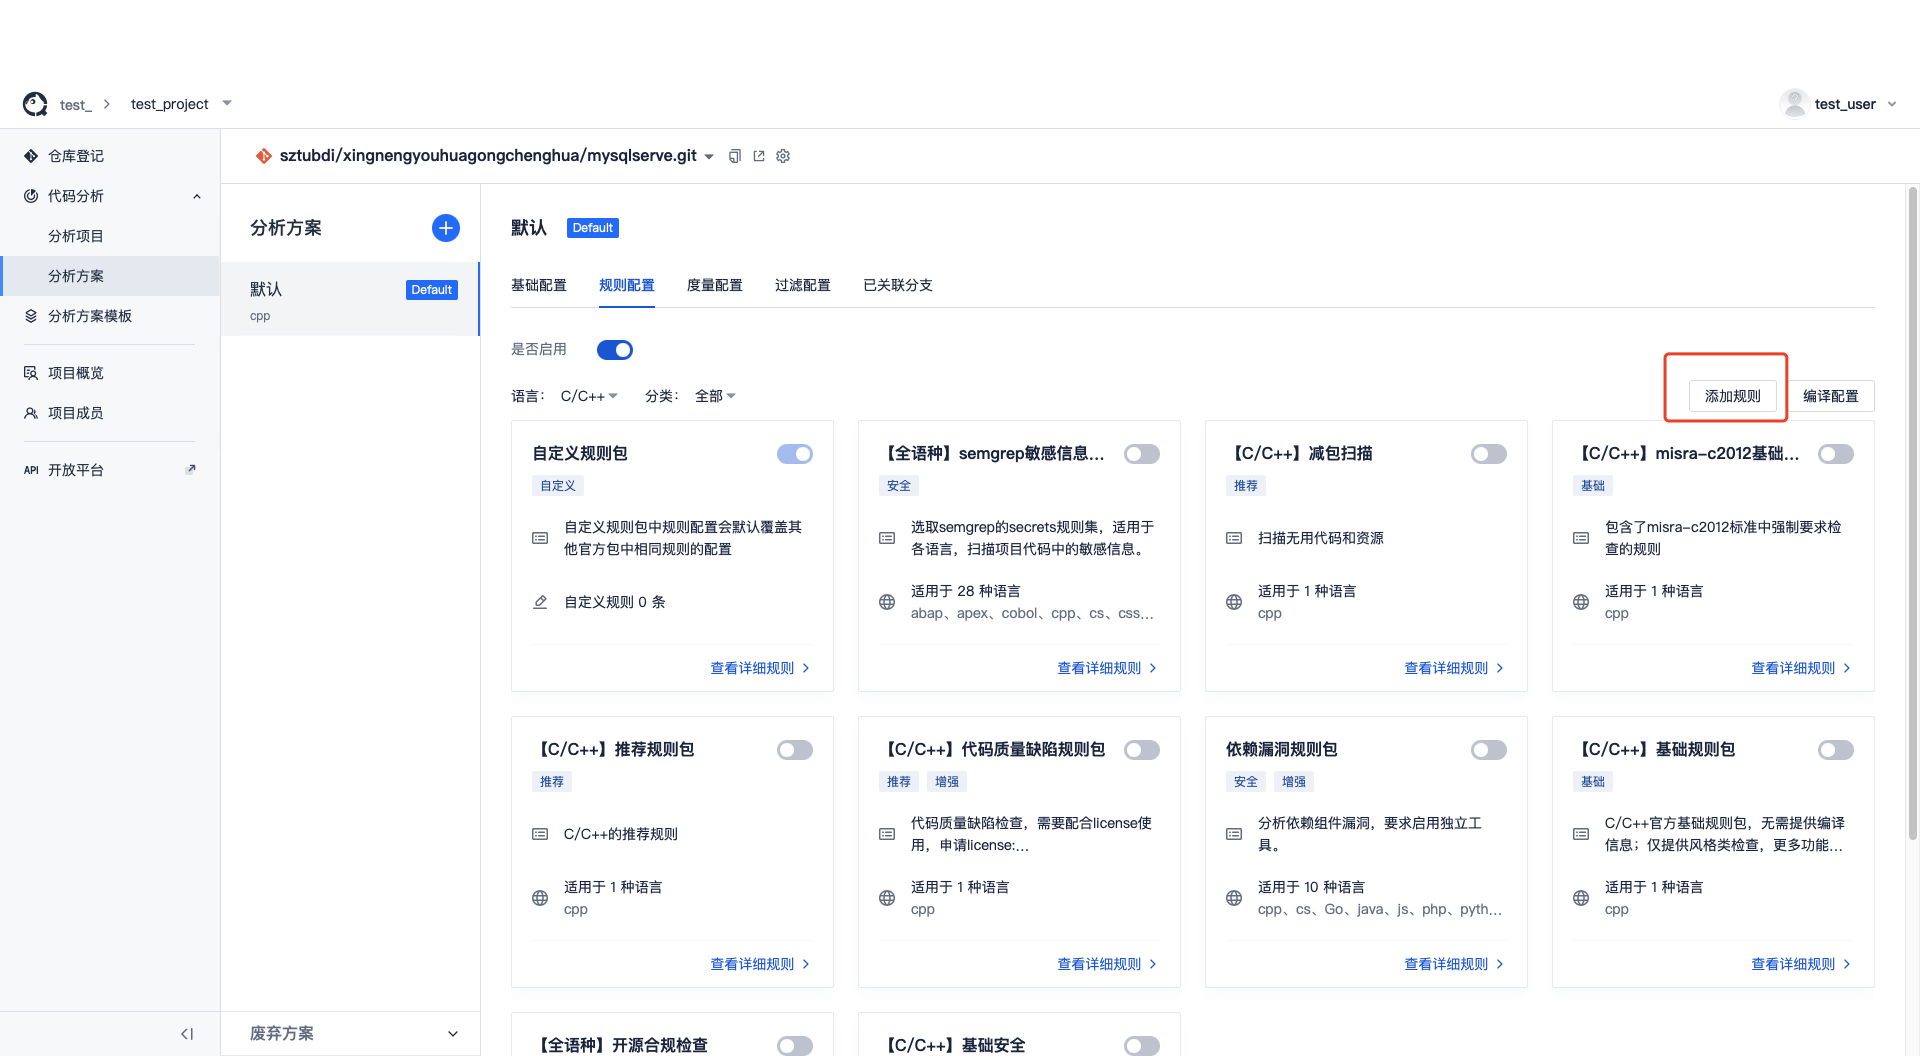 test_ > test_project
test_user
仓库登记
代码分析
分析项目
分析方案
分析方案模板
项目概览
项目成员
API 开放平台
sztubdi/xingnengyouhuagongchenghua/mysqlserve.git
分析方案
默认 Default
cpp
废弃方案
默认 Default
基础配置 规则配置 度量配置 过滤配置 已关联分支
是否启用
语言： C/C++ 分类： 全部
添加规则 编译配置
自定义规则包
自定义
自定义规则包中规则配置会默认覆盖其
他官方包中相同规则的配置
自定义规则 0 条
查看详细规则
【全语种】semgrep敏感信息...
安全
选取semgrep的secrets规则集，适用于
各语言，扫描项目代码中的敏感信息。
适用于 28 种语言
abap、apex、cobol、cpp、cs、css...
查看详细规则
【C/C++】减包扫描
推荐
扫描无用代码和资源
适用于 1 种语言
cpp
查看详细规则
【C/C++】misra-c2012基础...
基础
包含了misra-c2012标准中强制要求检
查的规则
适用于 1 种语言
cpp
查看详细规则
【C/C++】推荐规则包
推荐
C/C++的推荐规则
适用于 1 种语言
cpp
查看详细规则
【C/C++】代码质量缺陷规则包
推荐 增强
代码质量缺陷检查，需要配合license使
用，申请license:...
适用于 1 种语言
cpp
查看详细规则
依赖漏洞规则包
安全 增强
分析依赖组件漏洞，要求启用独立工
具。
适用于 10 种语言
cpp、cs、Go、java、js、php、pyth...
查看详细规则
【C/C++】基础规则包
基础
C/C++官方基础规则包，无需提供编译
信息；仅提供风格类检查，更多功能...
适用于 1 种语言
cpp
查看详细规则
【全语种】开源合规检查
【C/C++】基础安全